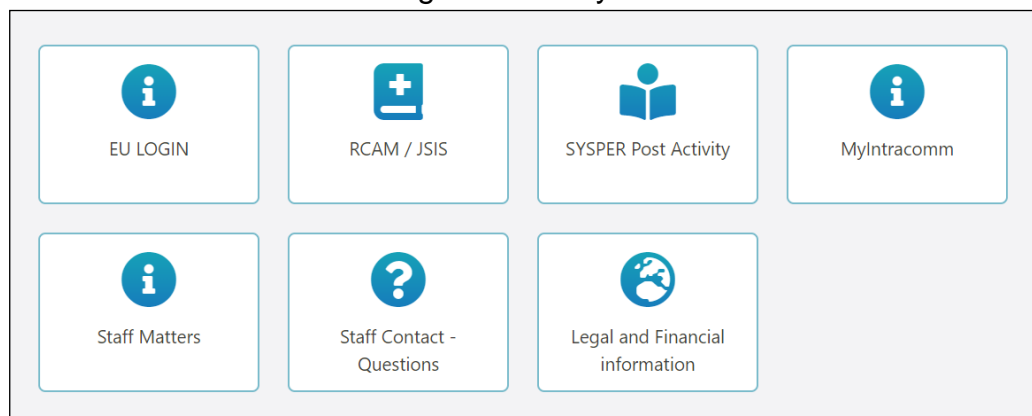 EU LOGIN
RCAM / JSIS
SYSPER Post Activity
MyIntracomm
Staff Matters
Staff Contact -
Questions
Legal and Financial
information